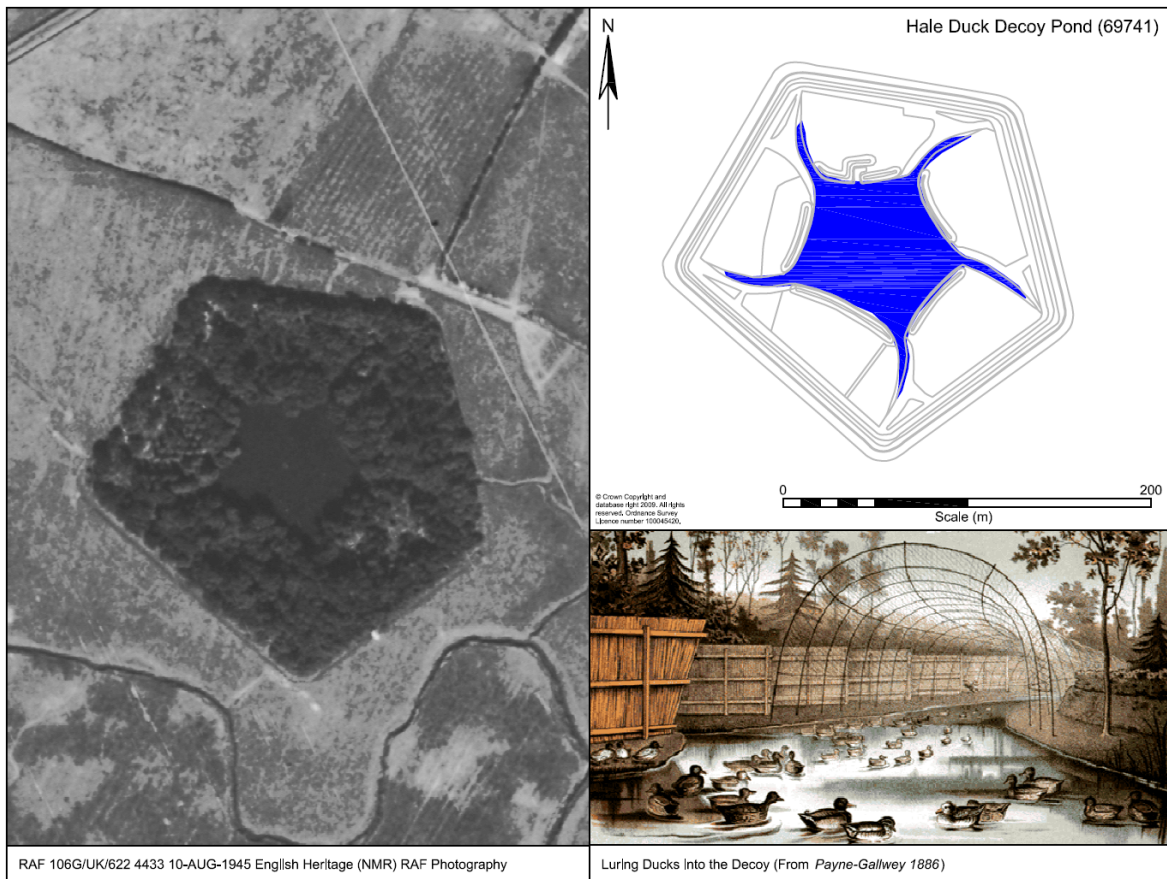 N
Hale Duck Decoy Pond (69741)
© Crown Copyright and
database right 2009. All rights
reserved. Ordnance Survey
Licence number 100045420.
0
200
Scale (m)
RAF 106G/UK/622 4433 10-AUG-1945 English Heritage (NMR) RAF Photography
Luring Ducks into the Decoy (From Payne-Gallwey 1886)